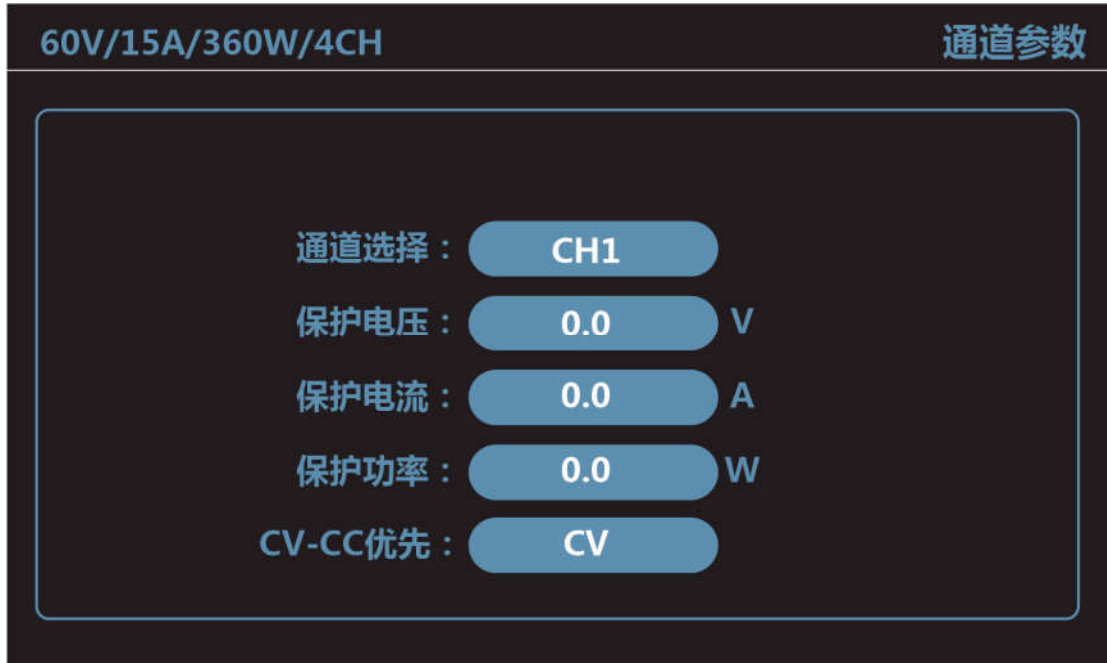 60V/15A/360W/4CH 通道参数
通道选择： CH1
保护电压： 0.0 V
保护电流： 0.0 A
保护功率： 0.0 W
CV-CC优先： CV